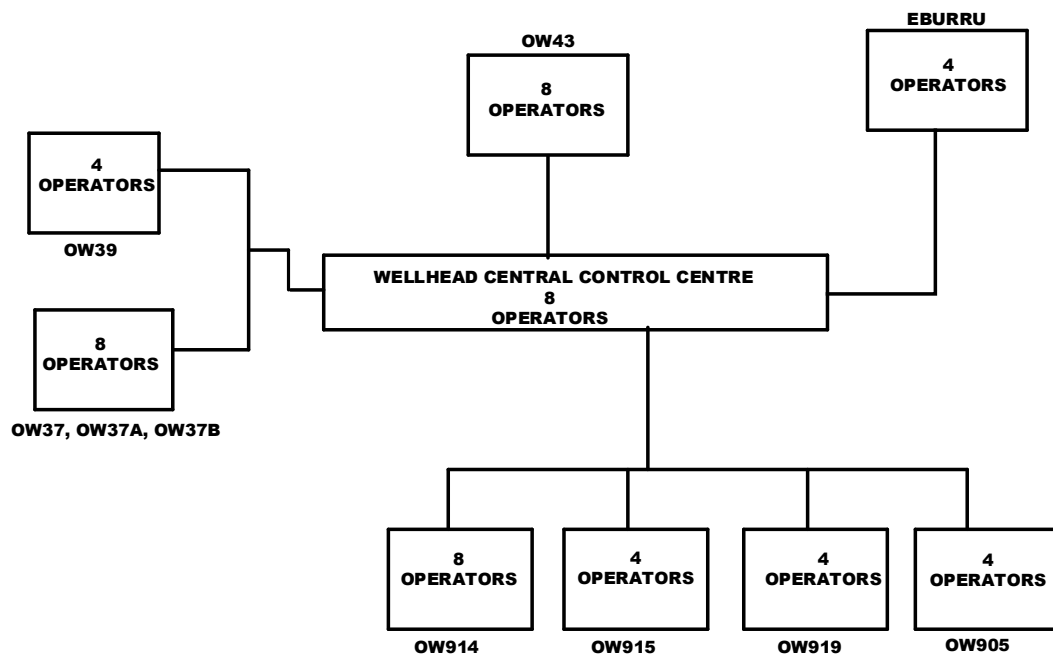 EBURRU
4
OPERATORS
OW43
8
OPERATORS
4
OPERATORS
OW39
WELLHEAD CENTRAL CONTROL CENTRE
8
OPERATORS
8
OPERATORS
OW37, OW37A, OW37B
8
OPERATORS
OW914
4
OPERATORS
OW915
4
OPERATORS
OW919
4
OPERATORS
OW905